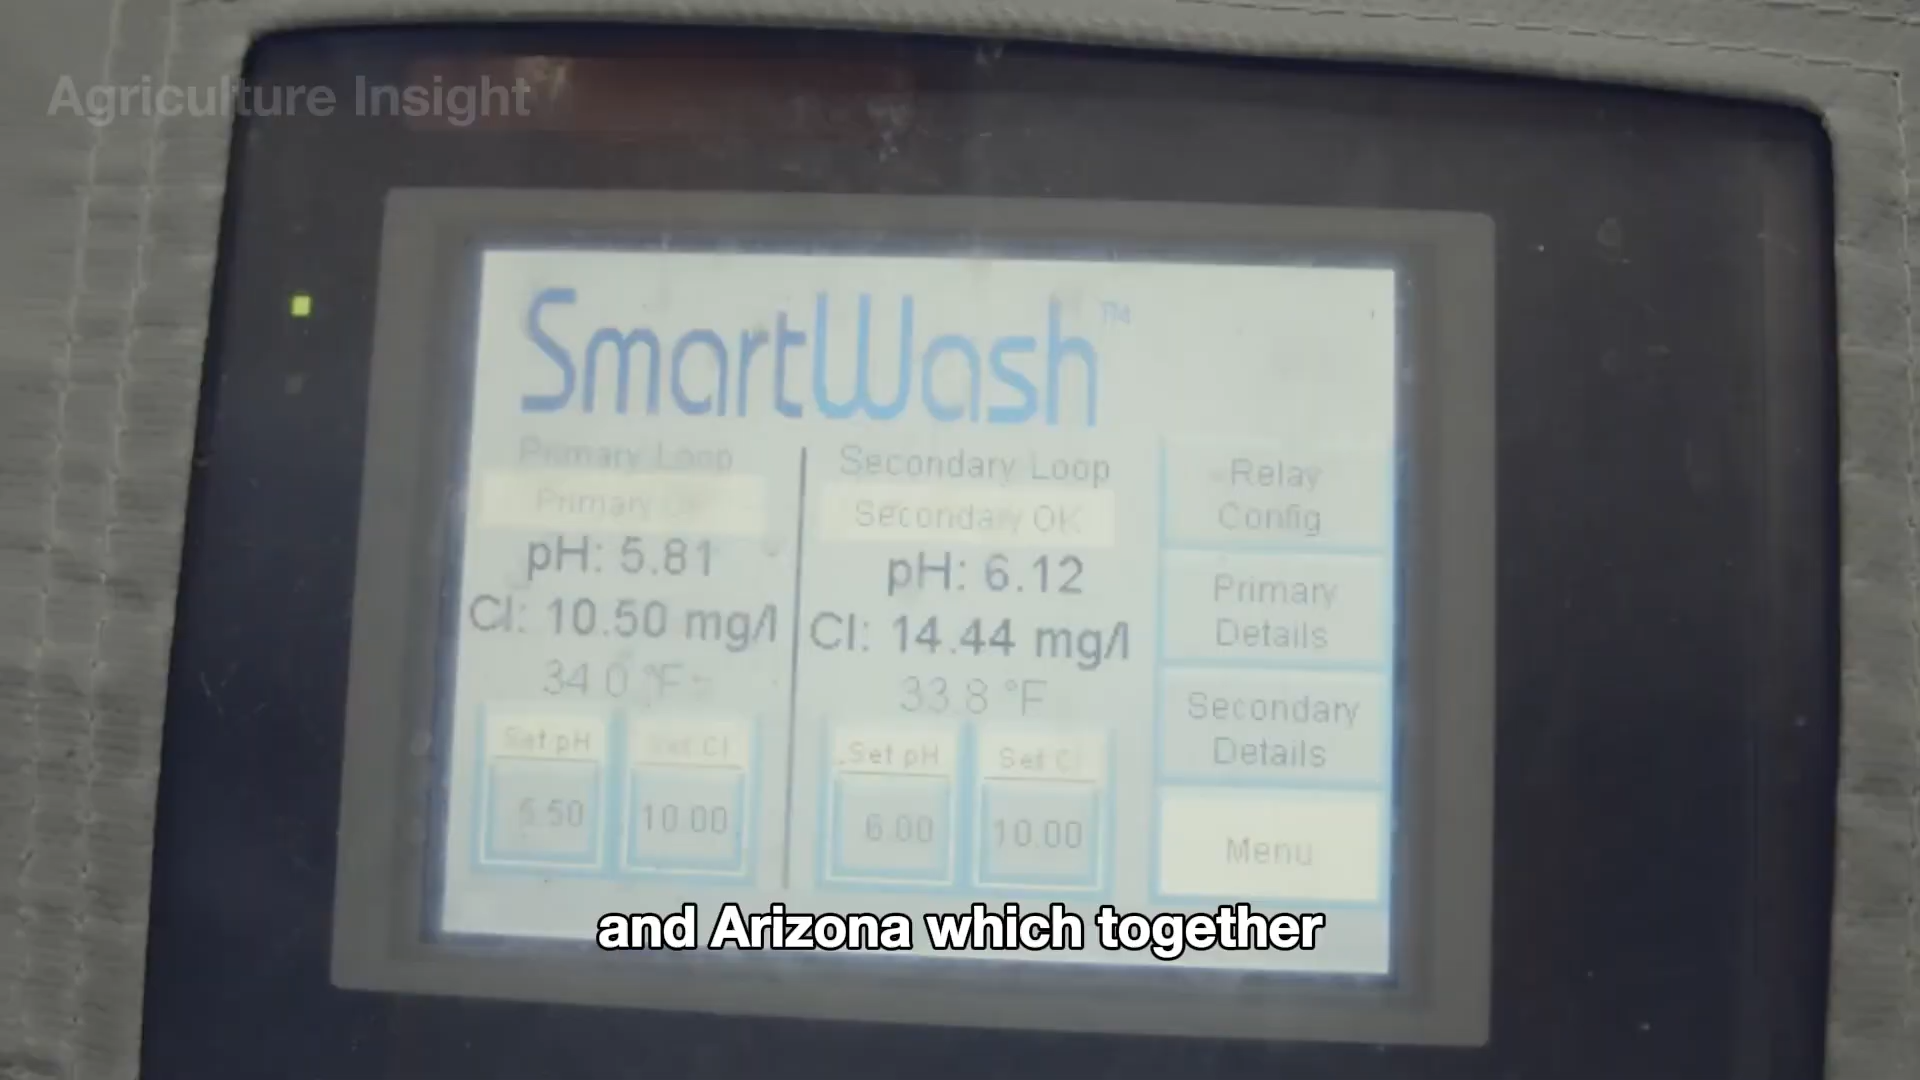 Agriculture Insight
SmartWash™
Primary Loop
Primary
pH: 5.81
Cl: 10.50 mg/l
34.0 °F
Set pH
Set Cl
10.00
Secondary Loop
Secondary OK
pH: 6.12
Cl: 14.44 mg/l
33.8 °F
Set pH
Set Cl
6.00
10.00
Relay
Config
Primary
Details
Secondary
Details
Menu
and Arizona which together